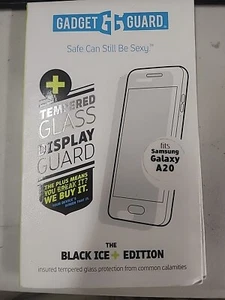 GADGET GUARD
Safe Can Still Be Sexy.™
TEMPERED
GLASS
DISPLAY
GUARD
THE PLUS MEANS
YOU BREAK IT?
WE BUY IT.
fits
Samsung
Galaxy
A20
THE
BLACK ICE+ EDITION
insured tempered glass protection from common calamities